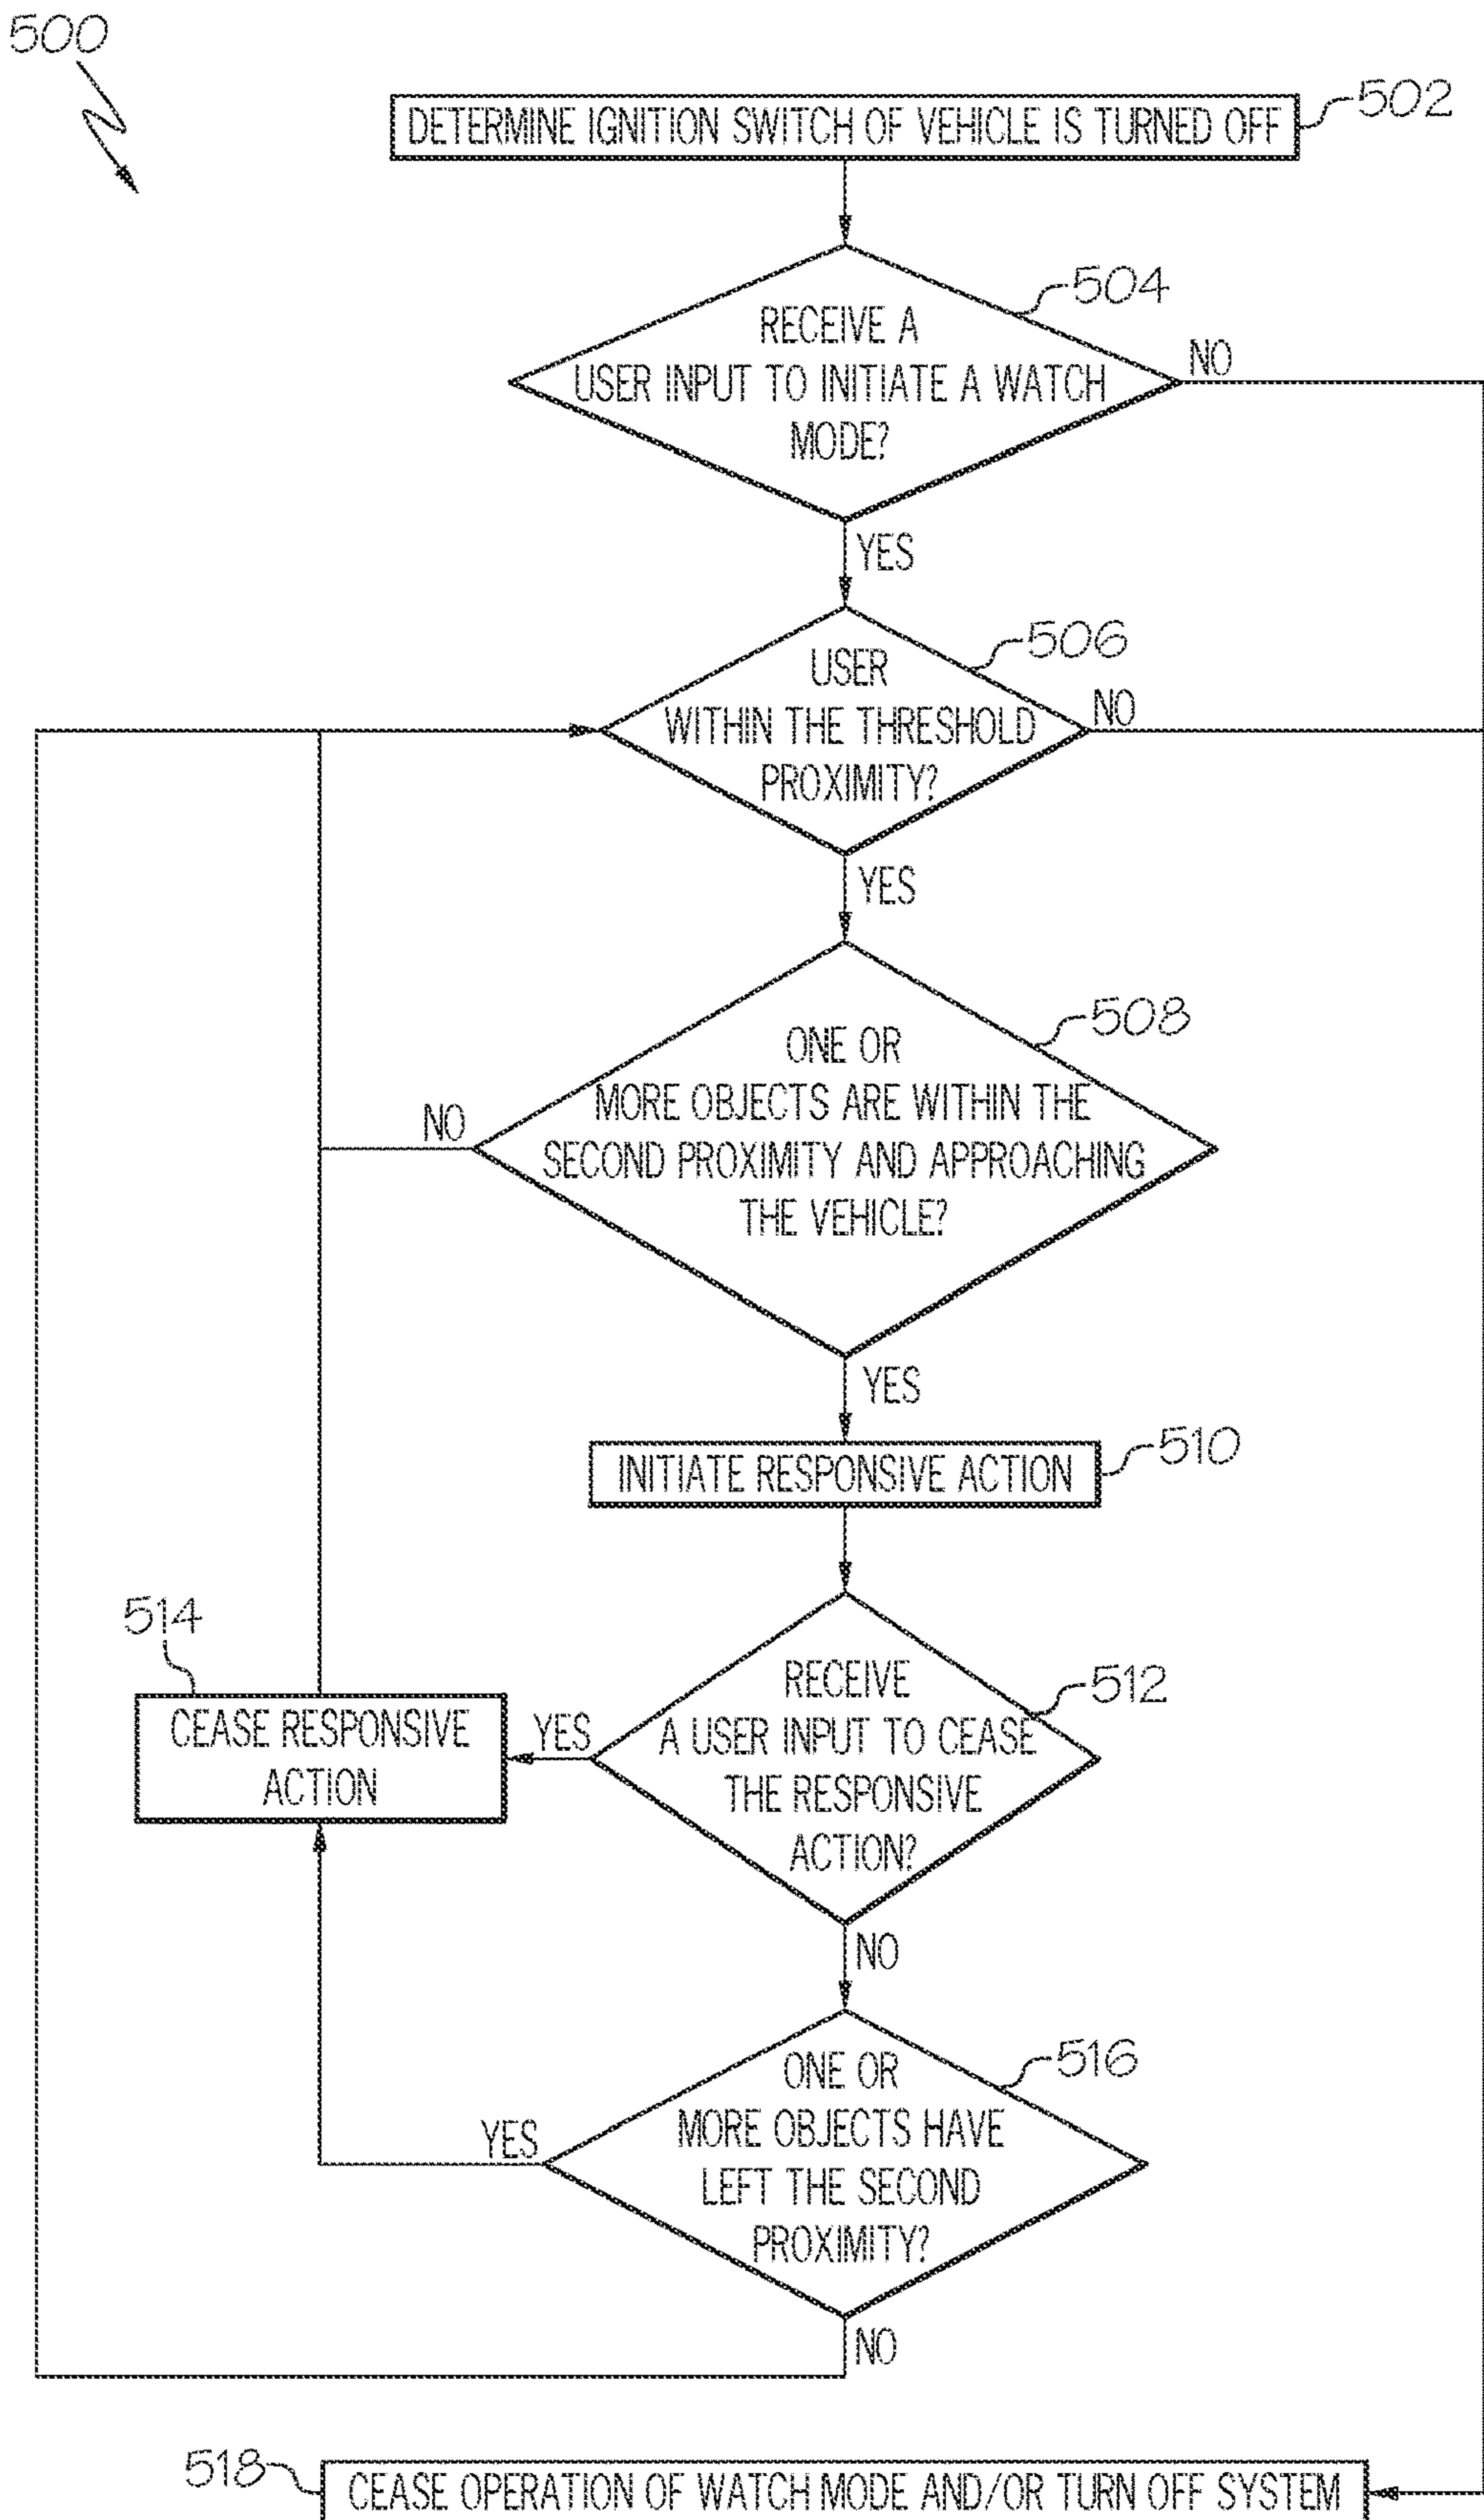 500
DETERMINE IGNITION SWITCH OF VEHICLE IS TURNED OFF
502
504
RECEIVE A
USER INPUT TO INITIATE A WATCH
MODE?
NO
YES
506
USER
WITHIN THE THRESHOLD
PROXIMITY?
NO
YES
508
ONE OR
MORE OBJECTS ARE WITHIN THE
SECOND PROXIMITY AND APPROACHING
THE VEHICLE?
NO
YES
INITIATE RESPONSIVE ACTION
510
514
CEASE RESPONSIVE
ACTION
YES
512
RECEIVE
A USER INPUT TO CEASE
THE RESPONSIVE
ACTION?
NO
516
ONE OR
MORE OBJECTS HAVE
LEFT THE SECOND
PROXIMITY?
YES
NO
518
CEASE OPERATION OF WATCH MODE AND/OR TURN OFF SYSTEM